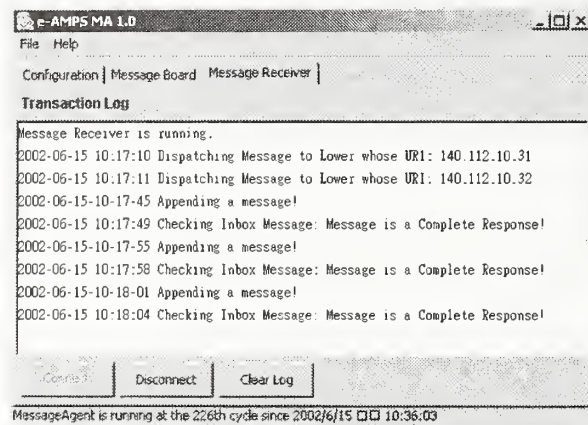 e-AMPS MA 1.0
File Help
Configuration Message Board Message Receiver
Transaction Log
Message Receiver is running.
2002-06-15 10:17:10 Dispatching Message to Lower whose URI: 140.112.10.31
2002-06-15 10:17:11 Dispatching Message to Lower whose URI: 140.112.10.32
2002-06-15-10-17-45 Appending a message!
2002-06-15 10:17:49 Checking Inbox Message: Message is a Complete Response!
2002-06-15-10-17-55 Appending a message!
2002-06-15 10:17:58 Checking Inbox Message: Message is a Complete Response!
2002-06-15-10-18-01 Appending a message!
2002-06-15 10:18:04 Checking Inbox Message: Message is a Complete Response!
Connect Disconnect Clear Log
MessageAgent is running at the 226th cycle since 2002/6/15 □□ 10:36:03